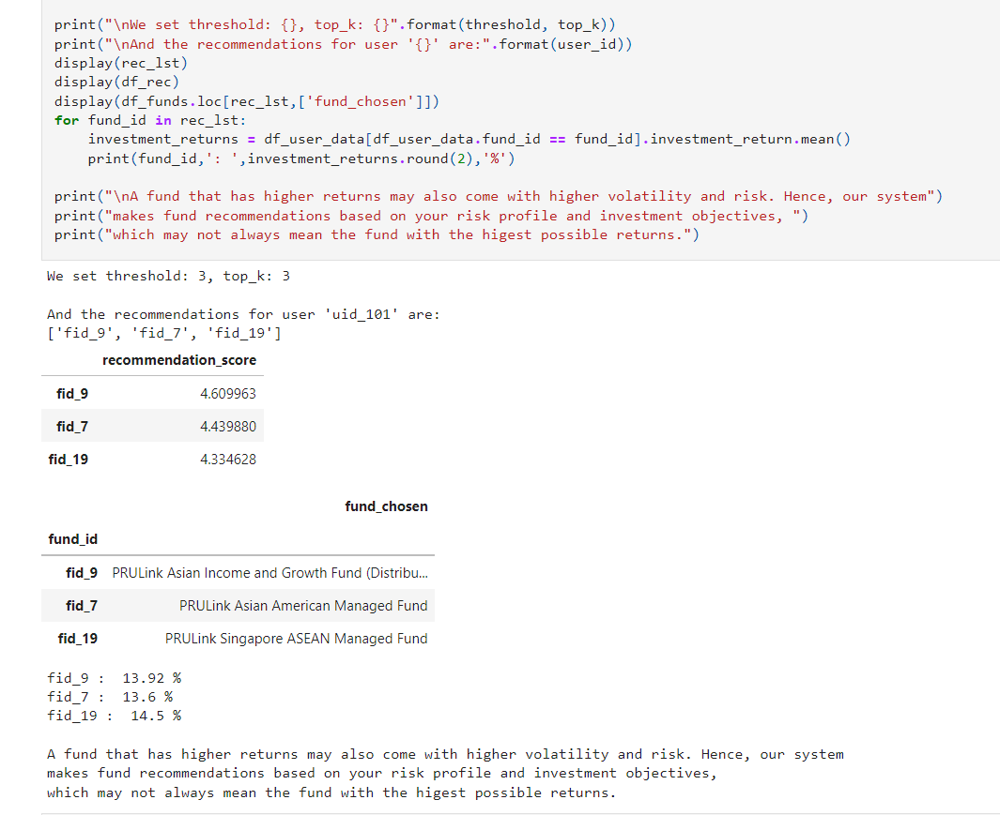 print("\nWe set threshold: {}, top_k: {}".format(threshold, top_k))
print("\nAnd the recommendations for user '{}' are:".format(user_id))
display(rec_lst)
display(df_rec)
display(df_funds.loc[rec_lst,['fund_chosen']])
for fund_id in rec_lst:
    investment_returns = df_user_data[df_user_data.fund_id == fund_id].investment_return.mean()
    print(fund_id,': ',investment_returns.round(2),'%')
print("\nA fund that has higher returns may also come with higher volatility and risk. Hence, our system")
print("makes fund recommendations based on your risk profile and investment objectives, ")
print("which may not always mean the fund with the higest possible returns.")
We set threshold: 3, top_k: 3
And the recommendations for user 'uid_101' are:
['fid_9', 'fid_7', 'fid_19']
recommendation_score
fid_9 4.609963
fid_7 4.439880
fid_19 4.334628
fund_chosen
fund_id
fid_9 PRULink Asian Income and Growth Fund (Distribu...
fid_7 PRULink Asian American Managed Fund
fid_19 PRULink Singapore ASEAN Managed Fund
fid_9 :  13.92 %
fid_7 :  13.6 %
fid_19 :  14.5 %
A fund that has higher returns may also come with higher volatility and risk. Hence, our system
makes fund recommendations based on your risk profile and investment objectives,
which may not always mean the fund with the higest possible returns.